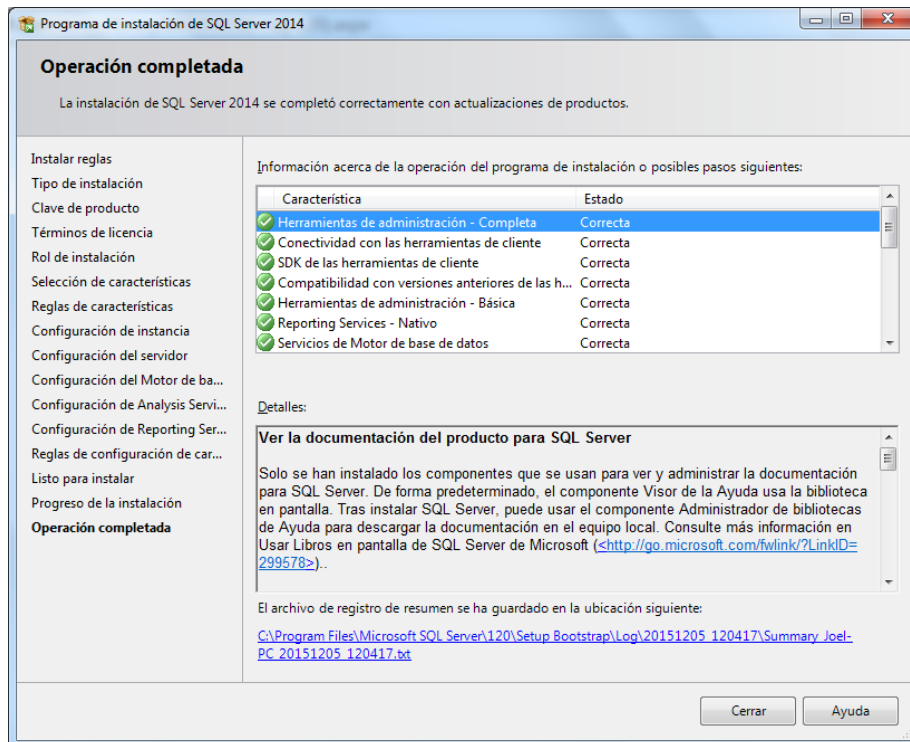 Programa de instalación de SQL Server 2014
Operación completada
La instalación de SQL Server 2014 se completó correctamente con actualizaciones de productos.
Instalar reglas
Tipo de instalación
Clave de producto
Términos de licencia
Rol de instalación
Selección de características
Reglas de características
Configuración de instancia
Configuración del servidor
Configuración del Motor de ba...
Configuración de Analysis Servi...
Configuración de Reporting Ser...
Reglas de configuración de car...
Listo para instalar
Progreso de la instalación
Operación completada
Información acerca de la operación del programa de instalación o posibles pasos siguientes:
Característica Estado
Herramientas de administración - Completa Correcta
Conectividad con las herramientas de cliente Correcta
SDK de las herramientas de cliente Correcta
Compatibilidad con versiones anteriores de las h... Correcta
Herramientas de administración - Básica Correcta
Reporting Services - Nativo Correcta
Servicios de Motor de base de datos Correcta
Detalles:
Ver la documentación del producto para SQL Server
Solo se han instalado los componentes que se usan para ver y administrar la documentación
para SQL Server. De forma predeterminado, el componente Visor de la Ayuda usa la biblioteca
en pantalla. Tras instalar SQL Server, puede usar el componente Administrador de bibliotecas
de Ayuda para descargar la documentación en el equipo local. Consulte más información en
Usar Libros en pantalla de SQL Server de Microsoft (<http://go.microsoft.com/fwlink/?LinkID=
299578>)..
El archivo de registro de resumen se ha guardado en la ubicación siguiente:
C:\Program Files\Microsoft SQL Server\120\Setup Bootstrap\Log\20151205_120417\Summary_Joel-
PC_20151205_120417.txt
Cerrar Ayuda